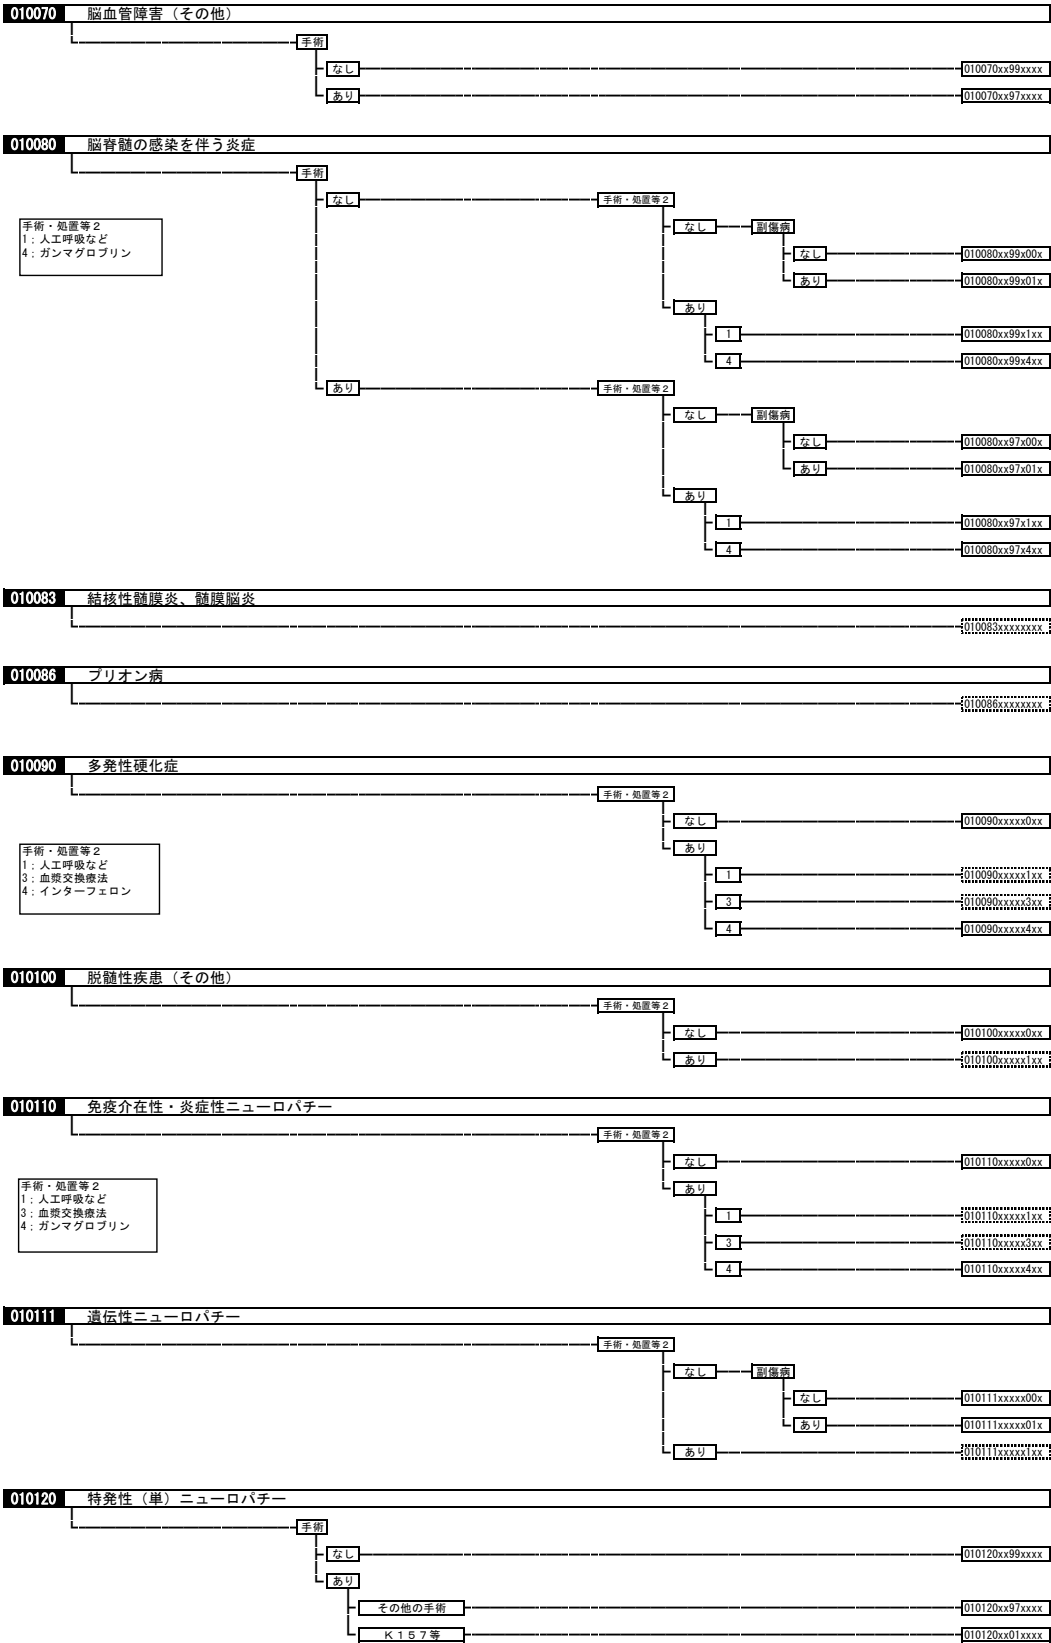 010070 脳血管障害（その他）
手術
なし 010070xx99xxxx
あり 010070xx97xxxx
010080 脳脊髄の感染を伴う炎症
手術
なし 手術・処置等２
手術・処置等２
1；人工呼吸など
4；ガンマグロブリン
なし 副傷病
なし 010080xx99x00x
あり 010080xx99x01x
あり
1 010080xx99x1xx
4 010080xx99x4xx
あり 手術・処置等２
なし 副傷病
なし 010080xx97x00x
あり 010080xx97x01x
あり
1 010080xx97x1xx
4 010080xx97x4xx
010083 結核性髄膜炎、髄膜脳炎
010083xxxxxxxx
010086 プリオン病
010086xxxxxxxx
010090 多発性硬化症
手術・処置等２
なし 010090xxxxx0xx
あり
手術・処置等２
1；人工呼吸など
3；血漿交換療法
4；インターフェロン
1 010090xxxxx1xx
3 010090xxxxx3xx
4 010090xxxxx4xx
010100 脱髄性疾患（その他）
手術・処置等２
なし 010100xxxxx0xx
あり 010100xxxxx1xx
010110 免疫介在性・炎症性ニューロパチー
手術・処置等２
なし 010110xxxxx0xx
あり
手術・処置等２
1；人工呼吸など
3；血漿交換療法
4；ガンマグロブリン
1 010110xxxxx1xx
3 010110xxxxx3xx
4 010110xxxxx4xx
010111 遺伝性ニューロパチー
手術・処置等２
なし 副傷病
なし 010111xxxxx00x
あり 010111xxxxx01x
あり 010111xxxxx1xx
010120 特発性（単）ニューロパチー
手術
なし 010120xx99xxxx
あり
その他の手術 010120xx97xxxx
Ｋ１５７等 010120xx01xxxx